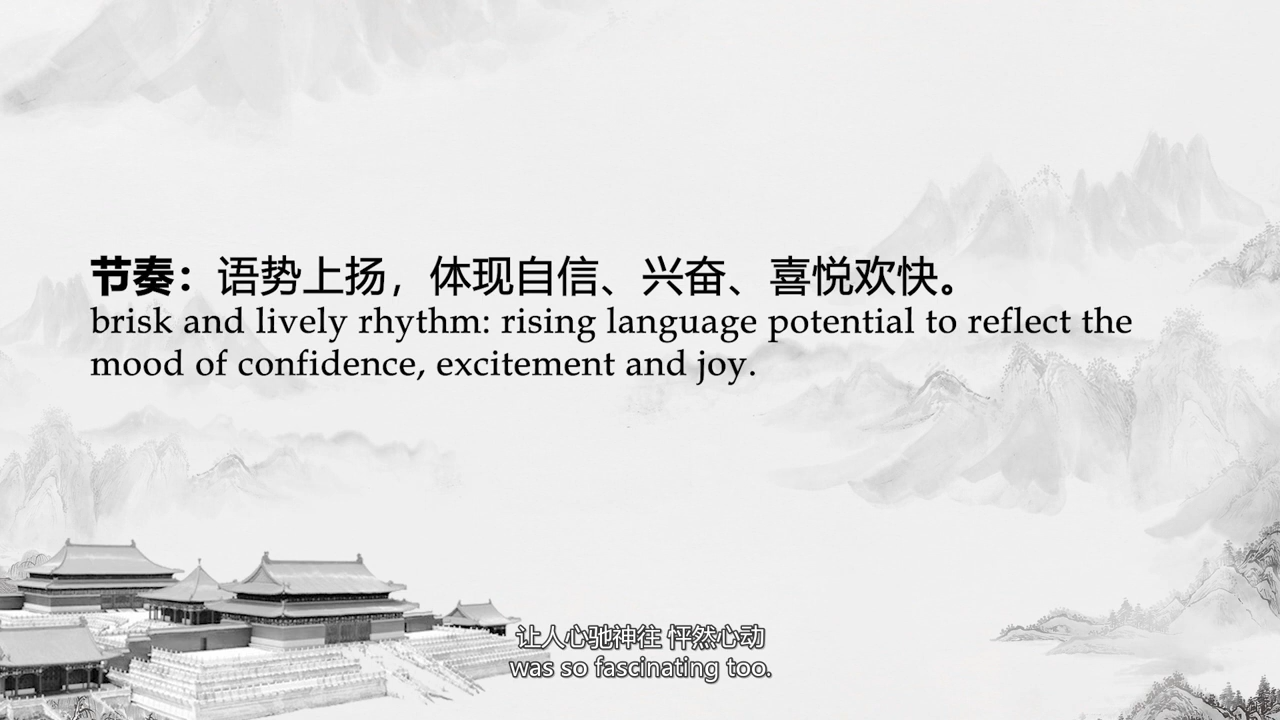 节奏：语势上扬，体现自信、兴奋、喜悦欢快。
brisk and lively rhythm: rising language potential to reflect the
mood of confidence, excitement and joy.
让人心驰神往 怦然心动
was so fascinating too.